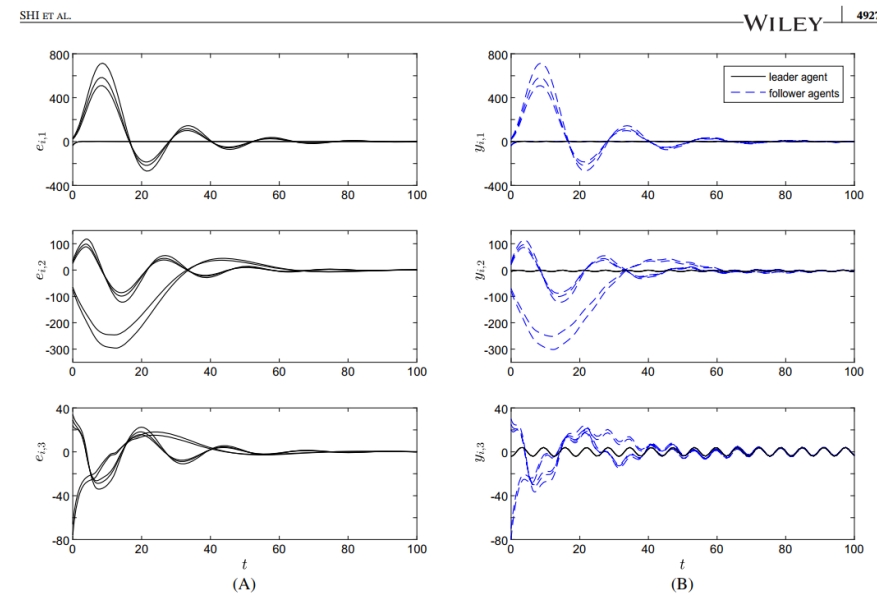 SHI ET AL.
WILEY
4927
800
400
0
-400
0 20 40 60 80 100
e_{i,1}
800
400
0
-400
0 20 40 60 80 100
y_{i,1}
leader agent
follower agents
100
0
-100
-200
-300
0 20 40 60 80 100
e_{i,2}
100
0
-100
-200
-300
0 20 40 60 80 100
y_{i,2}
40
0
-40
-80
0 20 40 60 80 100
e_{i,3}
t
(A)
40
0
-40
-80
0 20 40 60 80 100
y_{i,3}
t
(B)